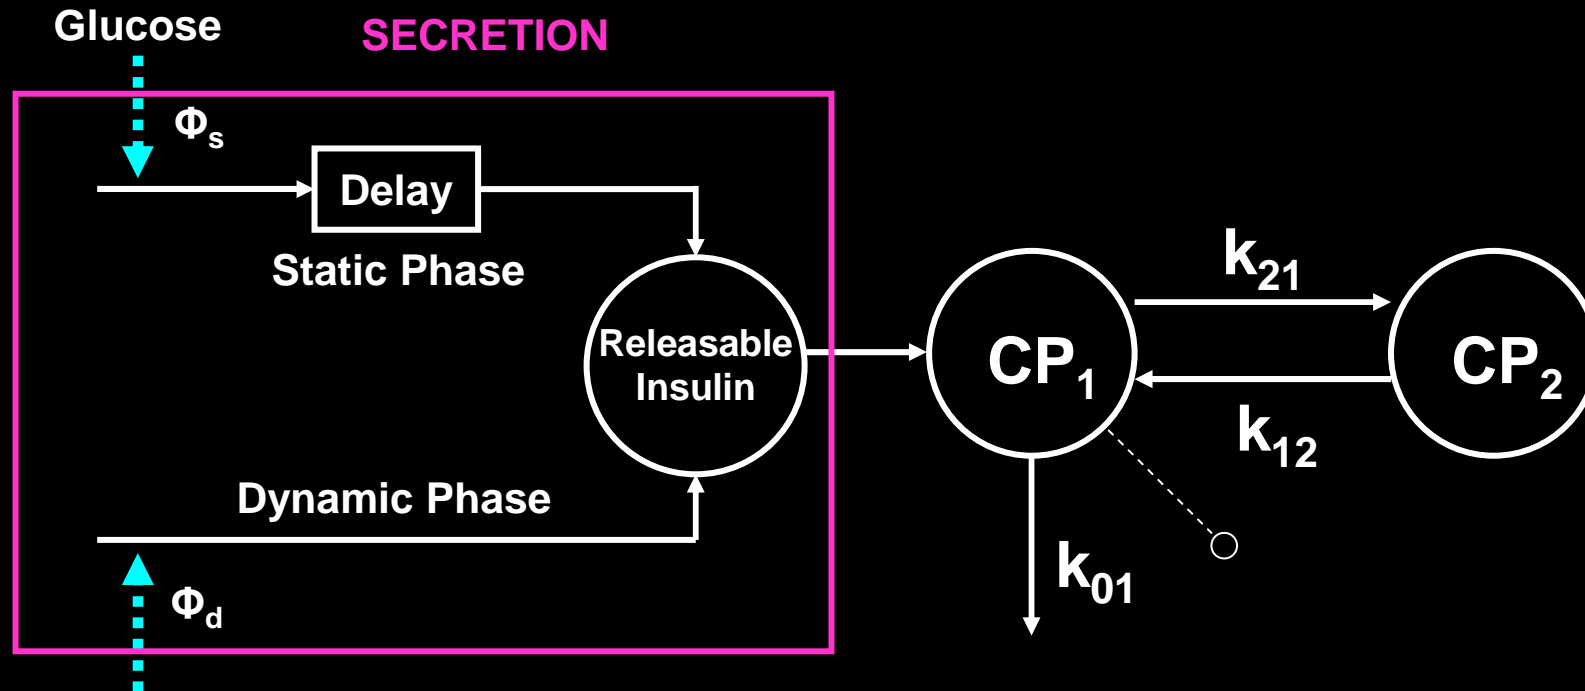 Glucose
SECRETION
Φs
Delay
Static Phase
Releasable
Insulin
k21
CP1
CP2
k12
Dynamic Phase
k01
Φd